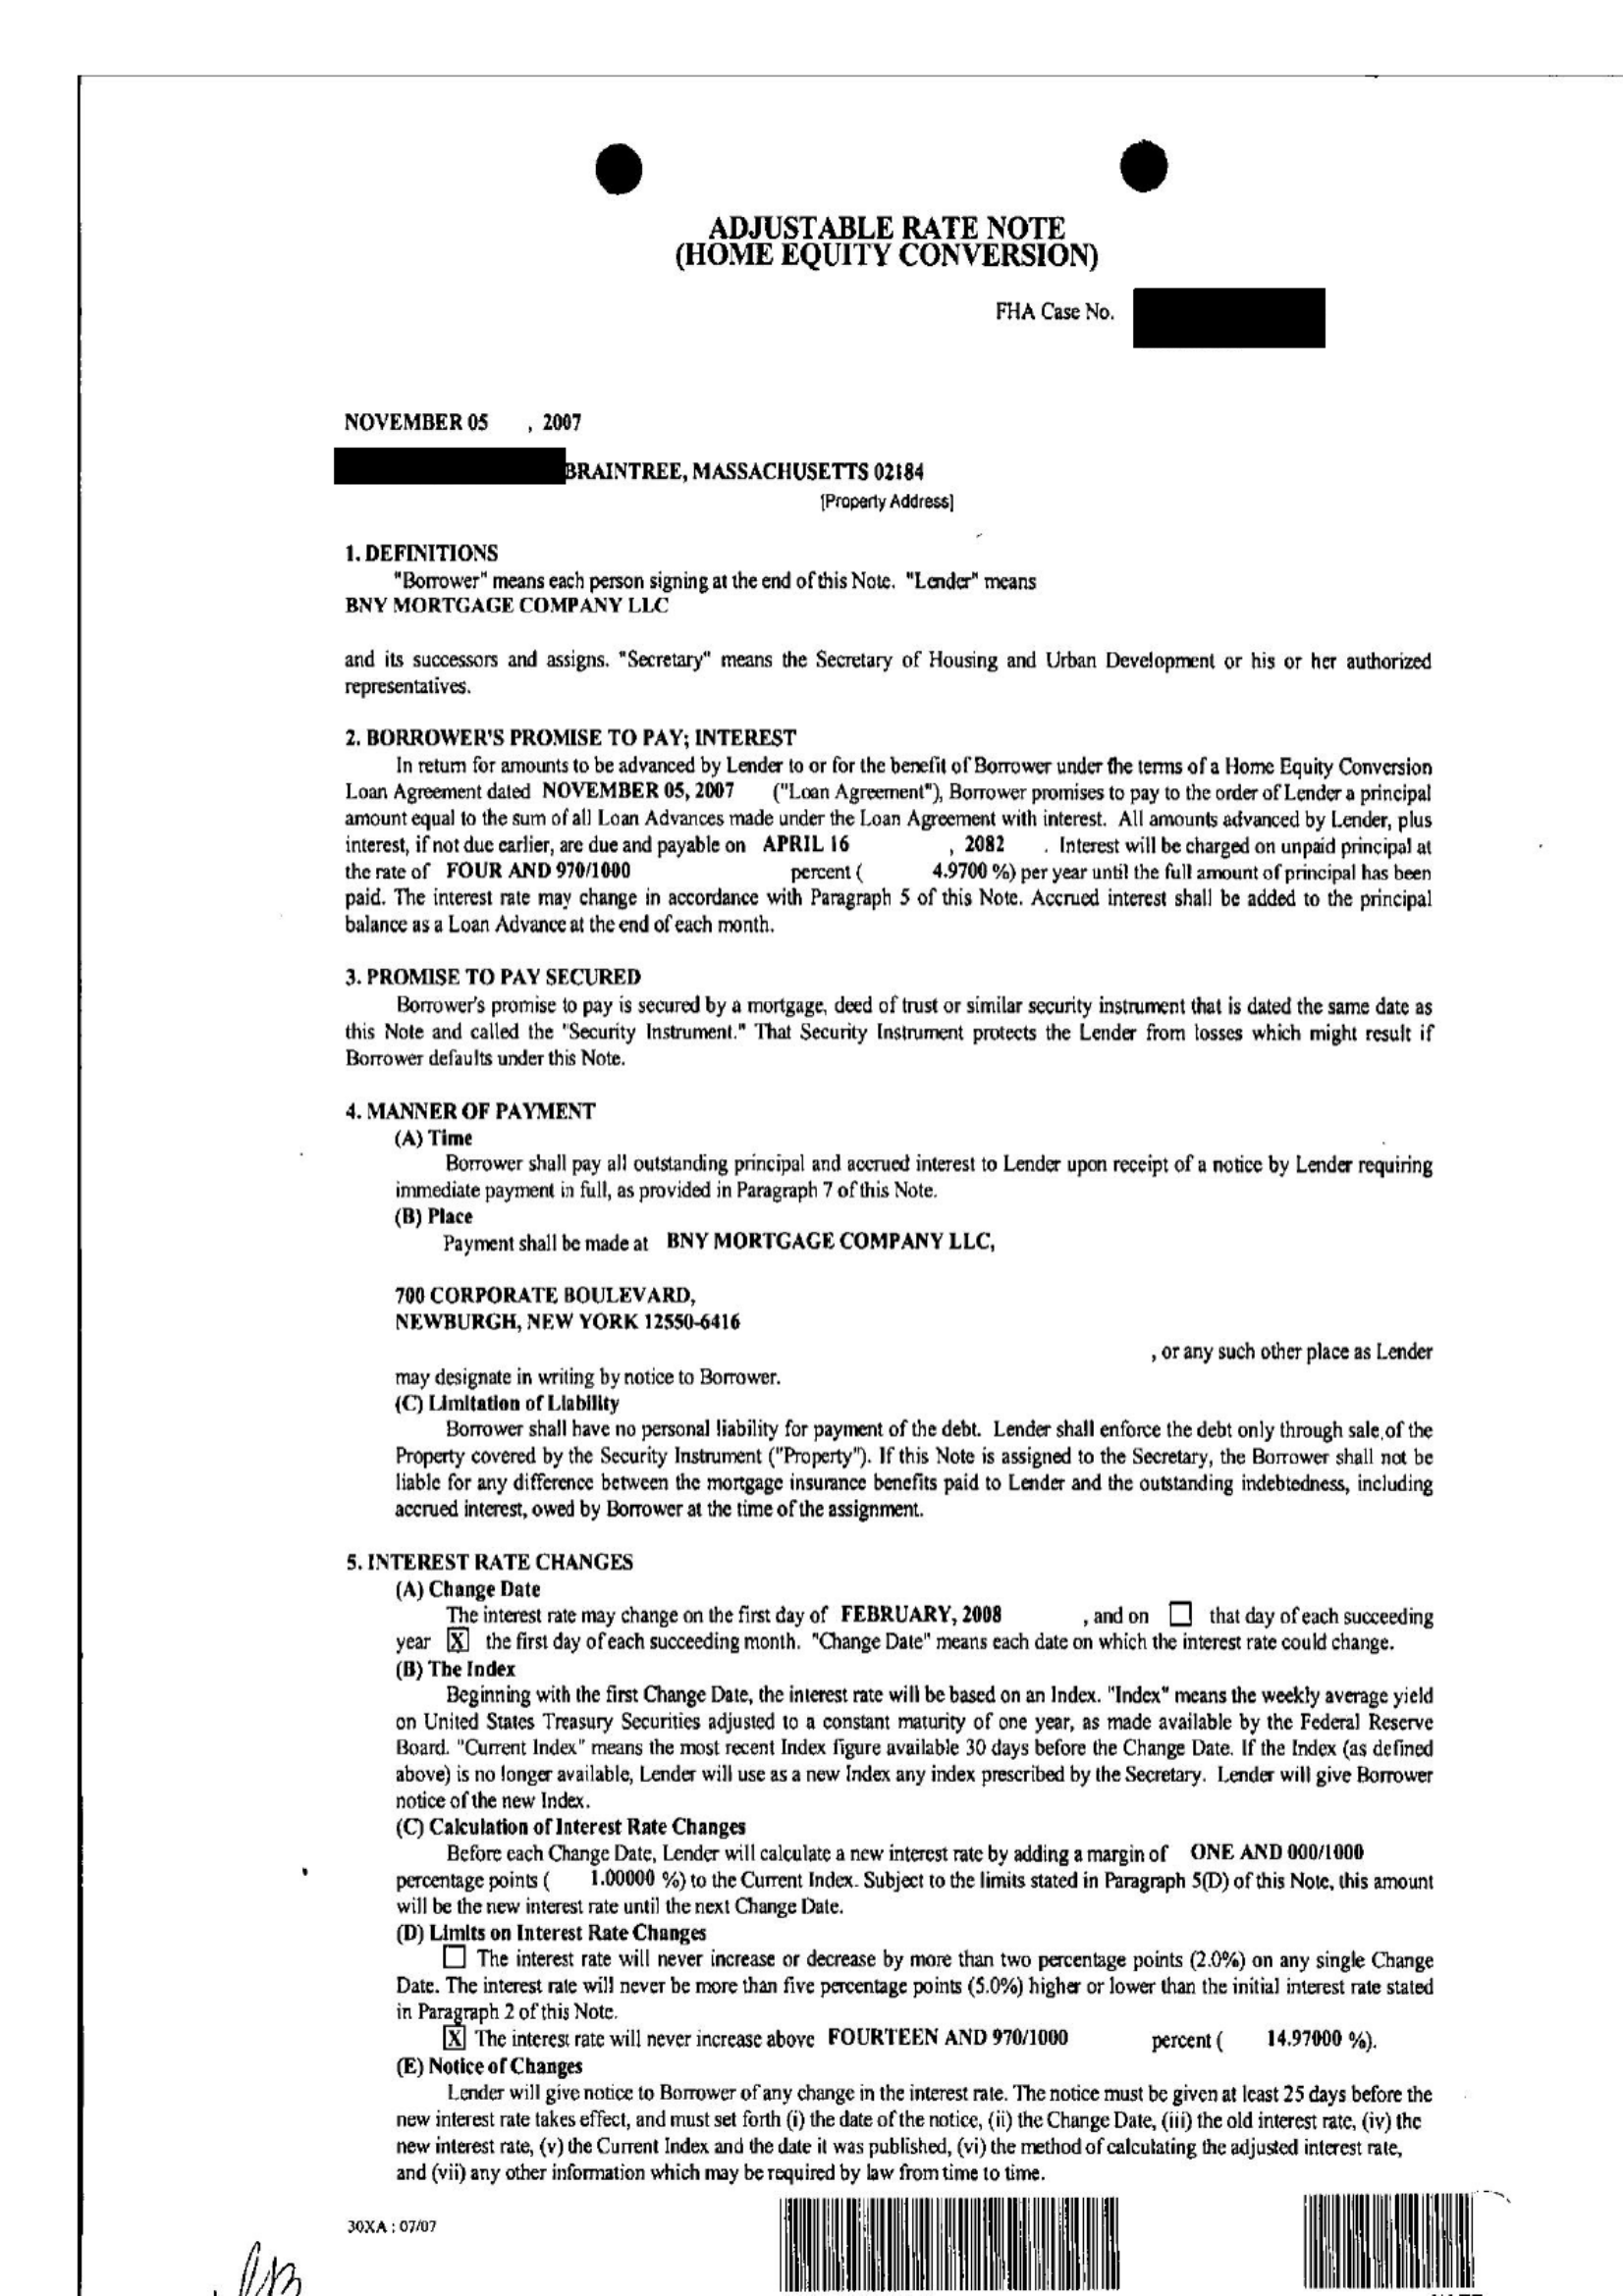 ADJUSTABLE RATE NOTE
(HOME EQUITY CONVERSION)
FHA Case No.
NOVEMBER 05 , 2007
BRAINTREE, MASSACHUSETTS 02184
[Property Address]
1. DEFINITIONS
"Borrower" means each person signing at the end of this Note. "Lender" means
BNY MORTGAGE COMPANY LLC
and its successors and assigns. "Secretary" means the Secretary of Housing and Urban Development or his or her authorized
representatives.
2. BORROWER'S PROMISE TO PAY; INTEREST
In return for amounts to be advanced by Lender to or for the benefit of Borrower under the terms of a Home Equity Conversion
Loan Agreement dated NOVEMBER 05, 2007 ("Loan Agreement"), Borrower promises to pay to the order of Lender a principal
amount equal to the sum of all Loan Advances made under the Loan Agreement with interest. All amounts advanced by Lender, plus
interest, if not due earlier, are due and payable on APRIL 16 , 2082 . Interest will be charged on unpaid principal at
the rate of FOUR AND 970/1000 percent ( 4.9700 %) per year until the full amount of principal has been
paid. The interest rate may change in accordance with Paragraph 5 of this Note. Accrued interest shall be added to the principal
balance as a Loan Advance at the end of each month.
3. PROMISE TO PAY SECURED
Borrower's promise to pay is secured by a mortgage, deed of trust or similar security instrument that is dated the same date as
this Note and called the "Security Instrument." That Security Instrument protects the Lender from losses which might result if
Borrower defaults under this Note.
4. MANNER OF PAYMENT
(A) Time
Borrower shall pay all outstanding principal and accrued interest to Lender upon receipt of a notice by Lender requiring
immediate payment in full, as provided in Paragraph 7 of this Note.
(B) Place
Payment shall be made at BNY MORTGAGE COMPANY LLC,
700 CORPORATE BOULEVARD,
NEWBURGH, NEW YORK 12550-6416
, or any such other place as Lender
may designate in writing by notice to Borrower.
(C) Limitation of Liability
Borrower shall have no personal liability for payment of the debt. Lender shall enforce the debt only through sale of the
Property covered by the Security Instrument ("Property"). If this Note is assigned to the Secretary, the Borrower shall not be
liable for any difference between the mortgage insurance benefits paid to Lender and the outstanding indebtedness, including
accrued interest, owed by Borrower at the time of the assignment.
5. INTEREST RATE CHANGES
(A) Change Date
The interest rate may change on the first day of FEBRUARY, 2008 , and on ☐ that day of each succeeding
year [X] the first day of each succeeding month. "Change Date" means each date on which the interest rate could change.
(B) The Index
Beginning with the first Change Date, the interest rate will be based on an Index. "Index" means the weekly average yield
on United States Treasury Securities adjusted to a constant maturity of one year, as made available by the Federal Reserve
Board. "Current Index" means the most recent Index figure available 30 days before the Change Date. If the Index (as defined
above) is no longer available, Lender will use as a new Index any index prescribed by the Secretary. Lender will give Borrower
notice of the new Index.
(C) Calculation of Interest Rate Changes
Before each Change Date, Lender will calculate a new interest rate by adding a margin of ONE AND 000/1000
percentage points ( 1.00000 %) to the Current Index. Subject to the limits stated in Paragraph 5(D) of this Note, this amount
will be the new interest rate until the next Change Date.
(D) Limits on Interest Rate Changes
☐ The interest rate will never increase or decrease by more than two percentage points (2.0%) on any single Change
Date. The interest rate will never be more than five percentage points (5.0%) higher or lower than the initial interest rate stated
in Paragraph 2 of this Note.
[X] The interest rate will never increase above FOURTEEN AND 970/1000 percent ( 14.97000 %).
(E) Notice of Changes
Lender will give notice to Borrower of any change in the interest rate. The notice must be given at least 25 days before the
new interest rate takes effect, and must set forth (i) the date of the notice, (ii) the Change Date, (iii) the old interest rate, (iv) the
new interest rate, (v) the Current Index and the date it was published, (vi) the method of calculating the adjusted interest rate,
and (vii) any other information which may be required by law from time to time.
30XA : 07/07